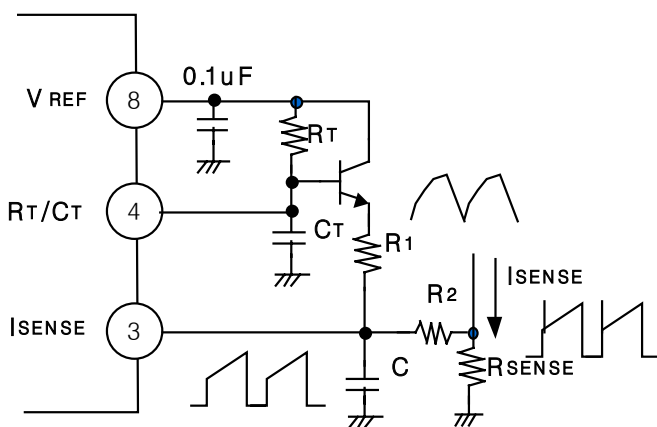 0.1uF
VREF
8
RT
RT/CT
4
CT
R1
R2
ISENSE
ISENSE
3
C
RSENSE